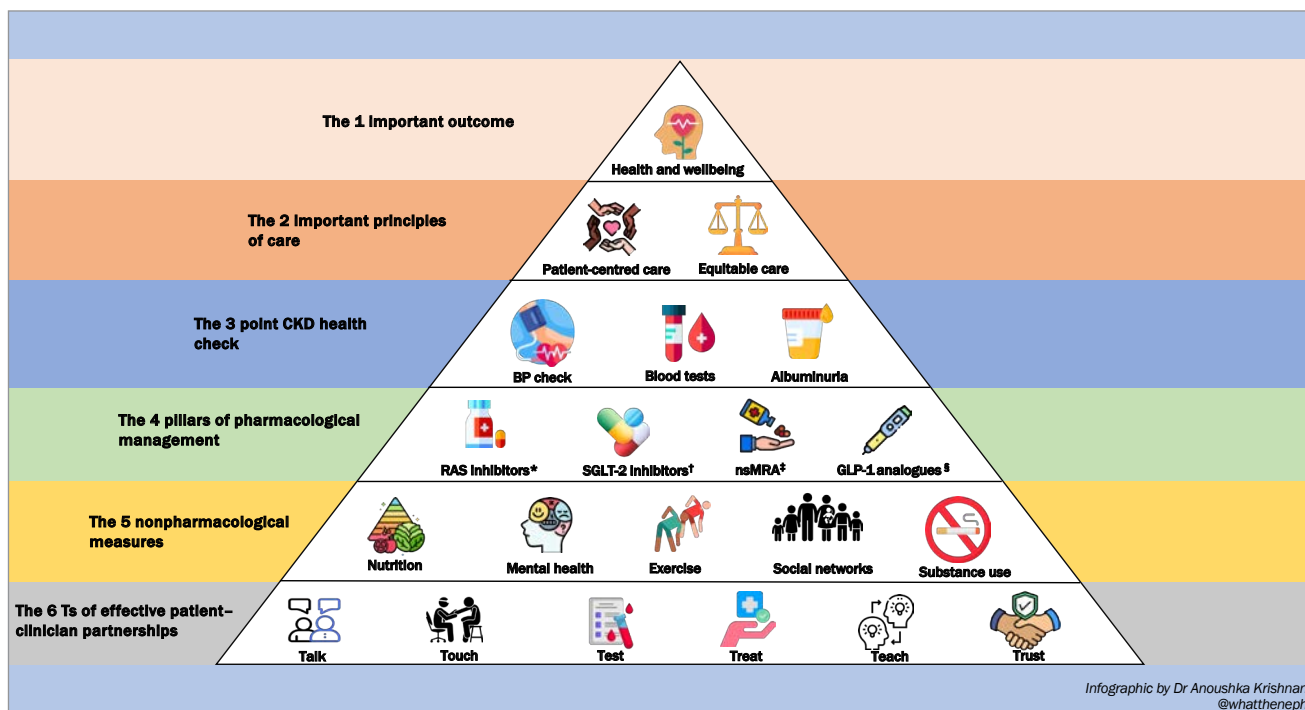 The 1 important outcome
Health and wellbeing
The 2 important principles
of care
Patient-centred care
Equitable care
The 3 point CKD health
check
BP check
Blood tests
Albuminuria
The 4 pillars of pharmacological
management
RAS inhibitors*
SGLT-2 inhibitors†
nsMRA‡
GLP-1 analogues§
The 5 nonpharmacological
measures
Nutrition
Mental health
Exercise
Social networks
Substance use
The 6 Ts of effective patient–
clinician partnerships
Talk
Touch
Test
Treat
Teach
Trust
Infographic by Dr Anoushka Krishnan
@whattheneph